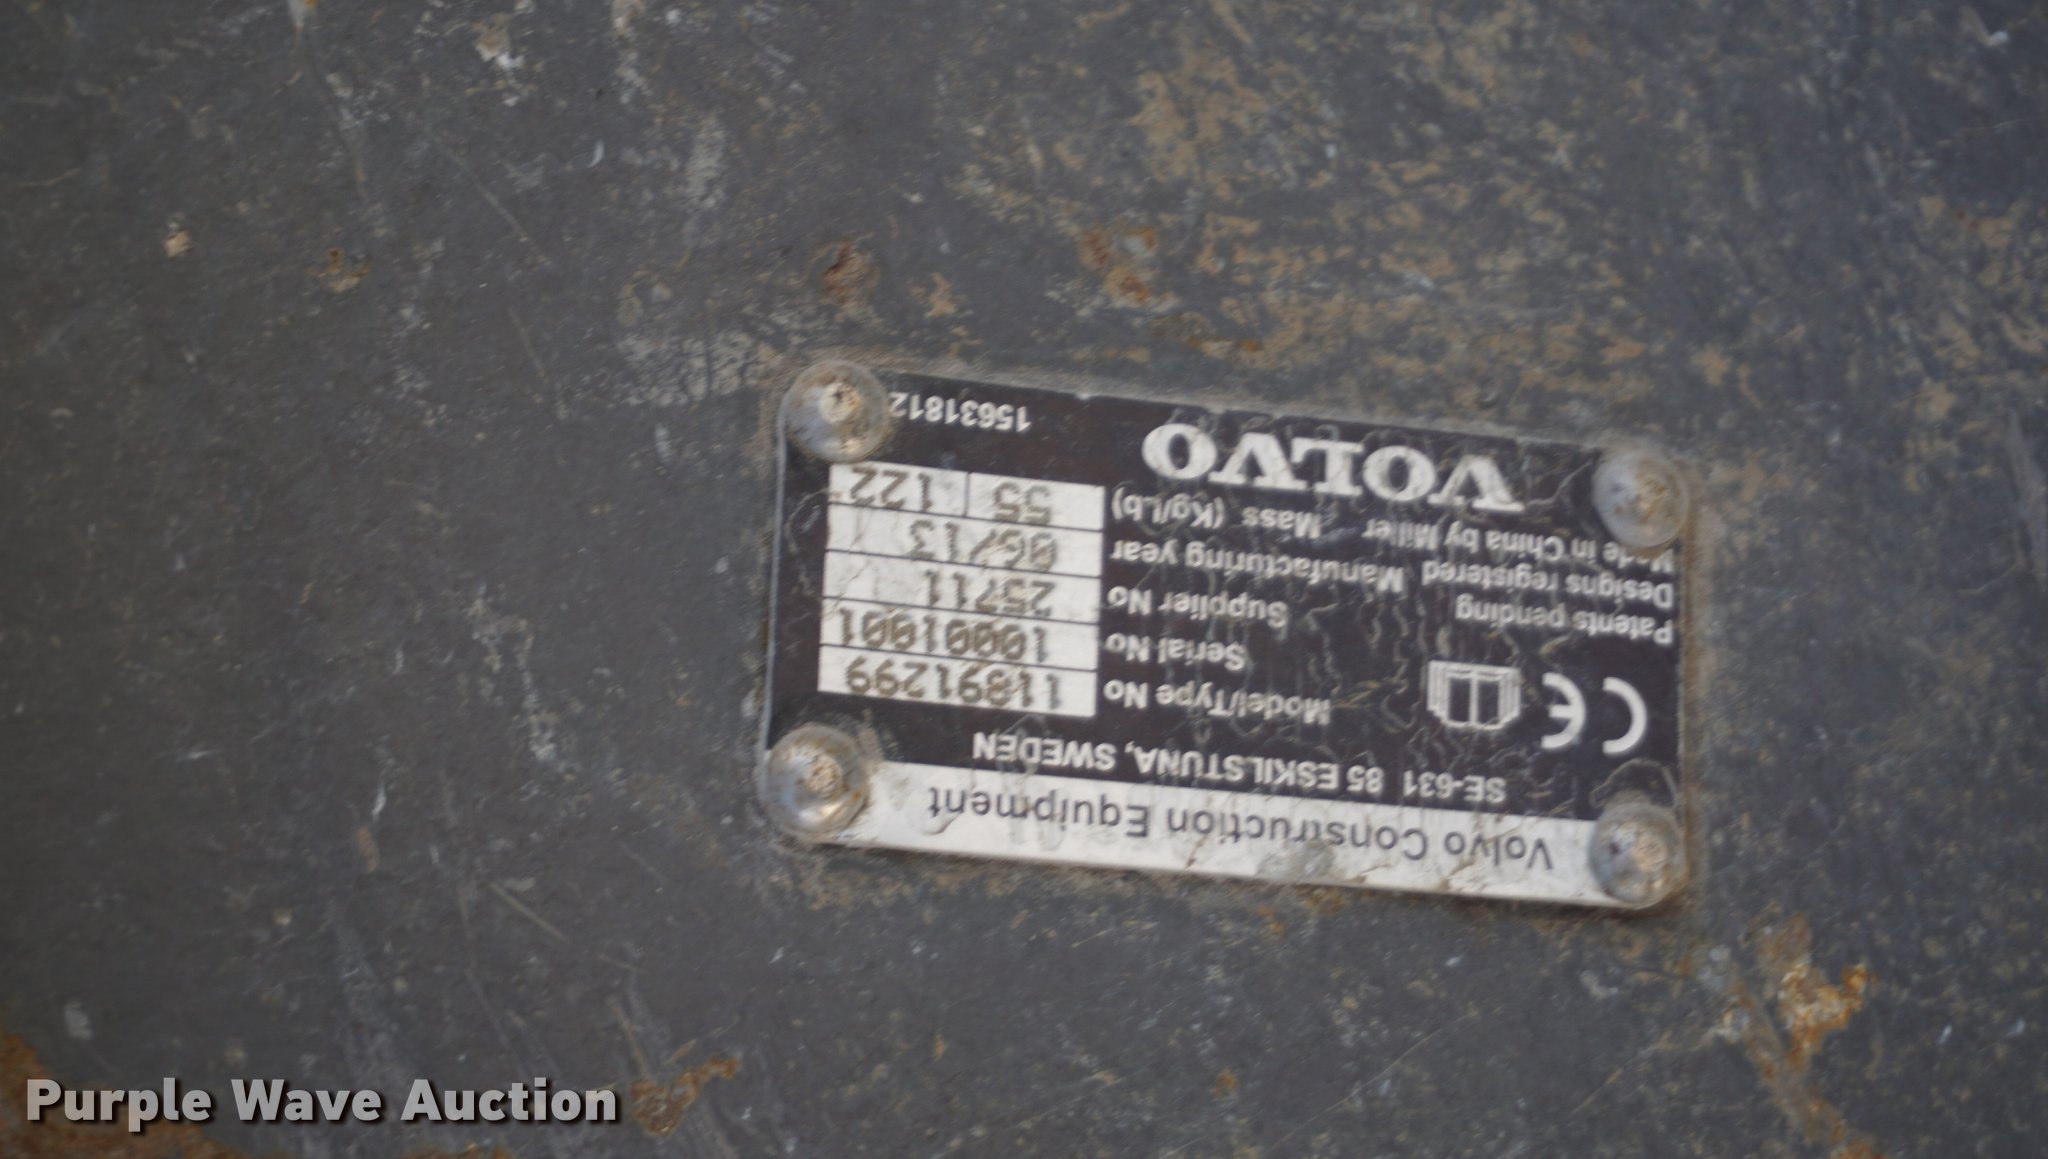 Volvo Construction Equipment
SE-631 85 ESKILSTUNA, SWEDEN
CE
Model/Type No 11891299
Serial No 10001001
Patents pending
Supplier No 25711
Designs registered
Manufacturing year 06/13
Made in China by Miller
Mass (Kg/Lb) 55 122
VOLVO
15631812
Purple Wave Auction